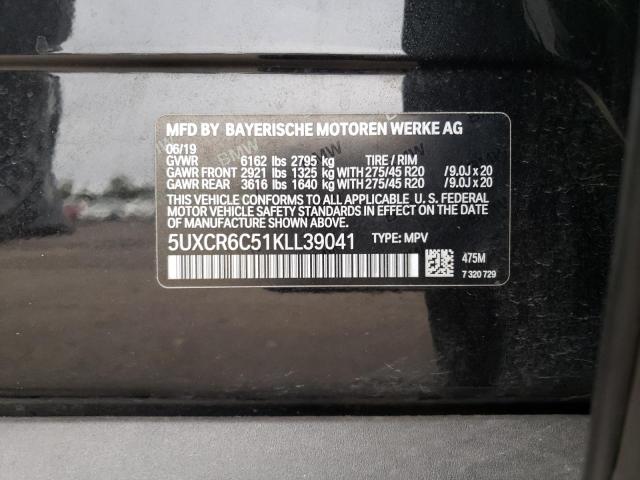 MFD BY BAYERISCHE MOTOREN WERKE AG
06/19
GVWR 6162 lbs 2795 kg TIRE / RIM
GAWR FRONT 2921 lbs 1325 kg WITH 275/45 R20 /9.0J x 20
GAWR REAR 3616 lbs 1640 kg WITH 275/45 R20 /9.0J x 20
THIS VEHICLE CONFORMS TO ALL APPLICABLE U. S. FEDERAL
MOTOR VEHICLE SAFETY STANDARDS IN EFFECT ON THE DATE
OF MANUFACTURE SHOWN ABOVE.
5UXCR6C51KLL39041 TYPE: MPV
475M
7 320 729